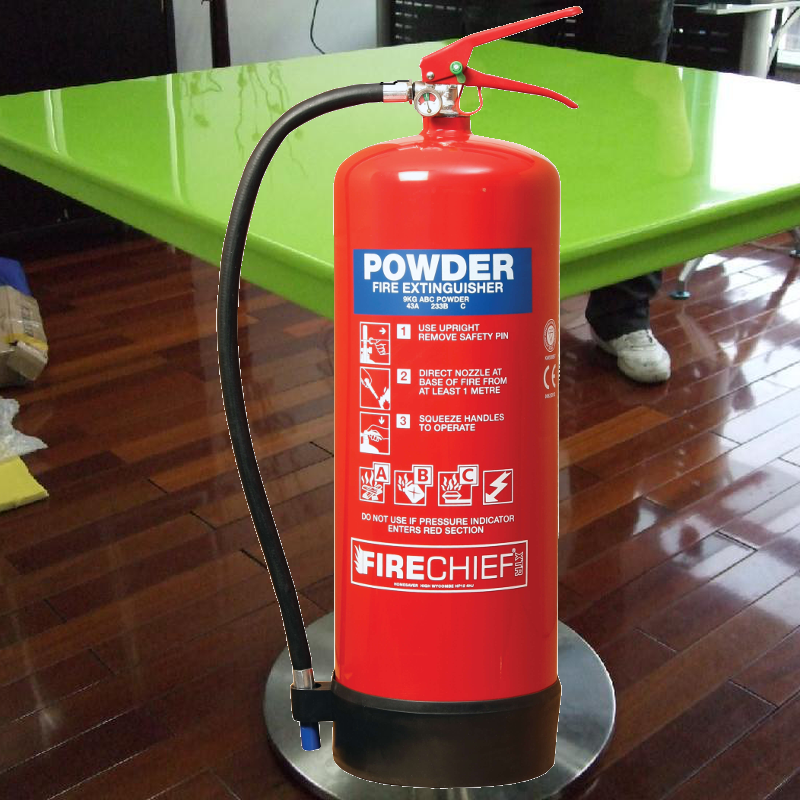 POWDER
FIRE EXTINGUISHER
9KG ABC POWDER
43A 233B C
1 USE UPRIGHT
REMOVE SAFETY PIN
2 DIRECT NOZZLE AT
BASE OF FIRE FROM
AT LEAST 1 METRE
3 SQUEEZE HANDLES
TO OPERATE
A B C
DO NOT USE IF PRESSURE INDICATOR
ENTERS RED SECTION
FIRECHIEF® XTR
CE